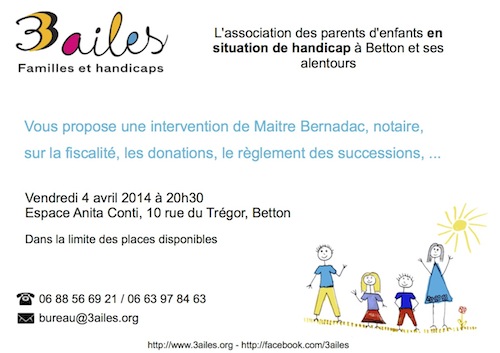 3ailes
Familles et handicaps
L'association des parents d'enfants en
situation de handicap à Betton et ses
alentours
Vous propose une intervention de Maitre Bernadac, notaire,
sur la fiscalité, les donations, le règlement des successions, ...
Vendredi 4 avril 2014 à 20h30
Espace Anita Conti, 10 rue du Trégor, Betton
Dans la limite des places disponibles
06 88 56 69 21 / 06 63 97 84 63
bureau@3ailes.org
http://www.3ailes.org - http://facebook.com/3ailes